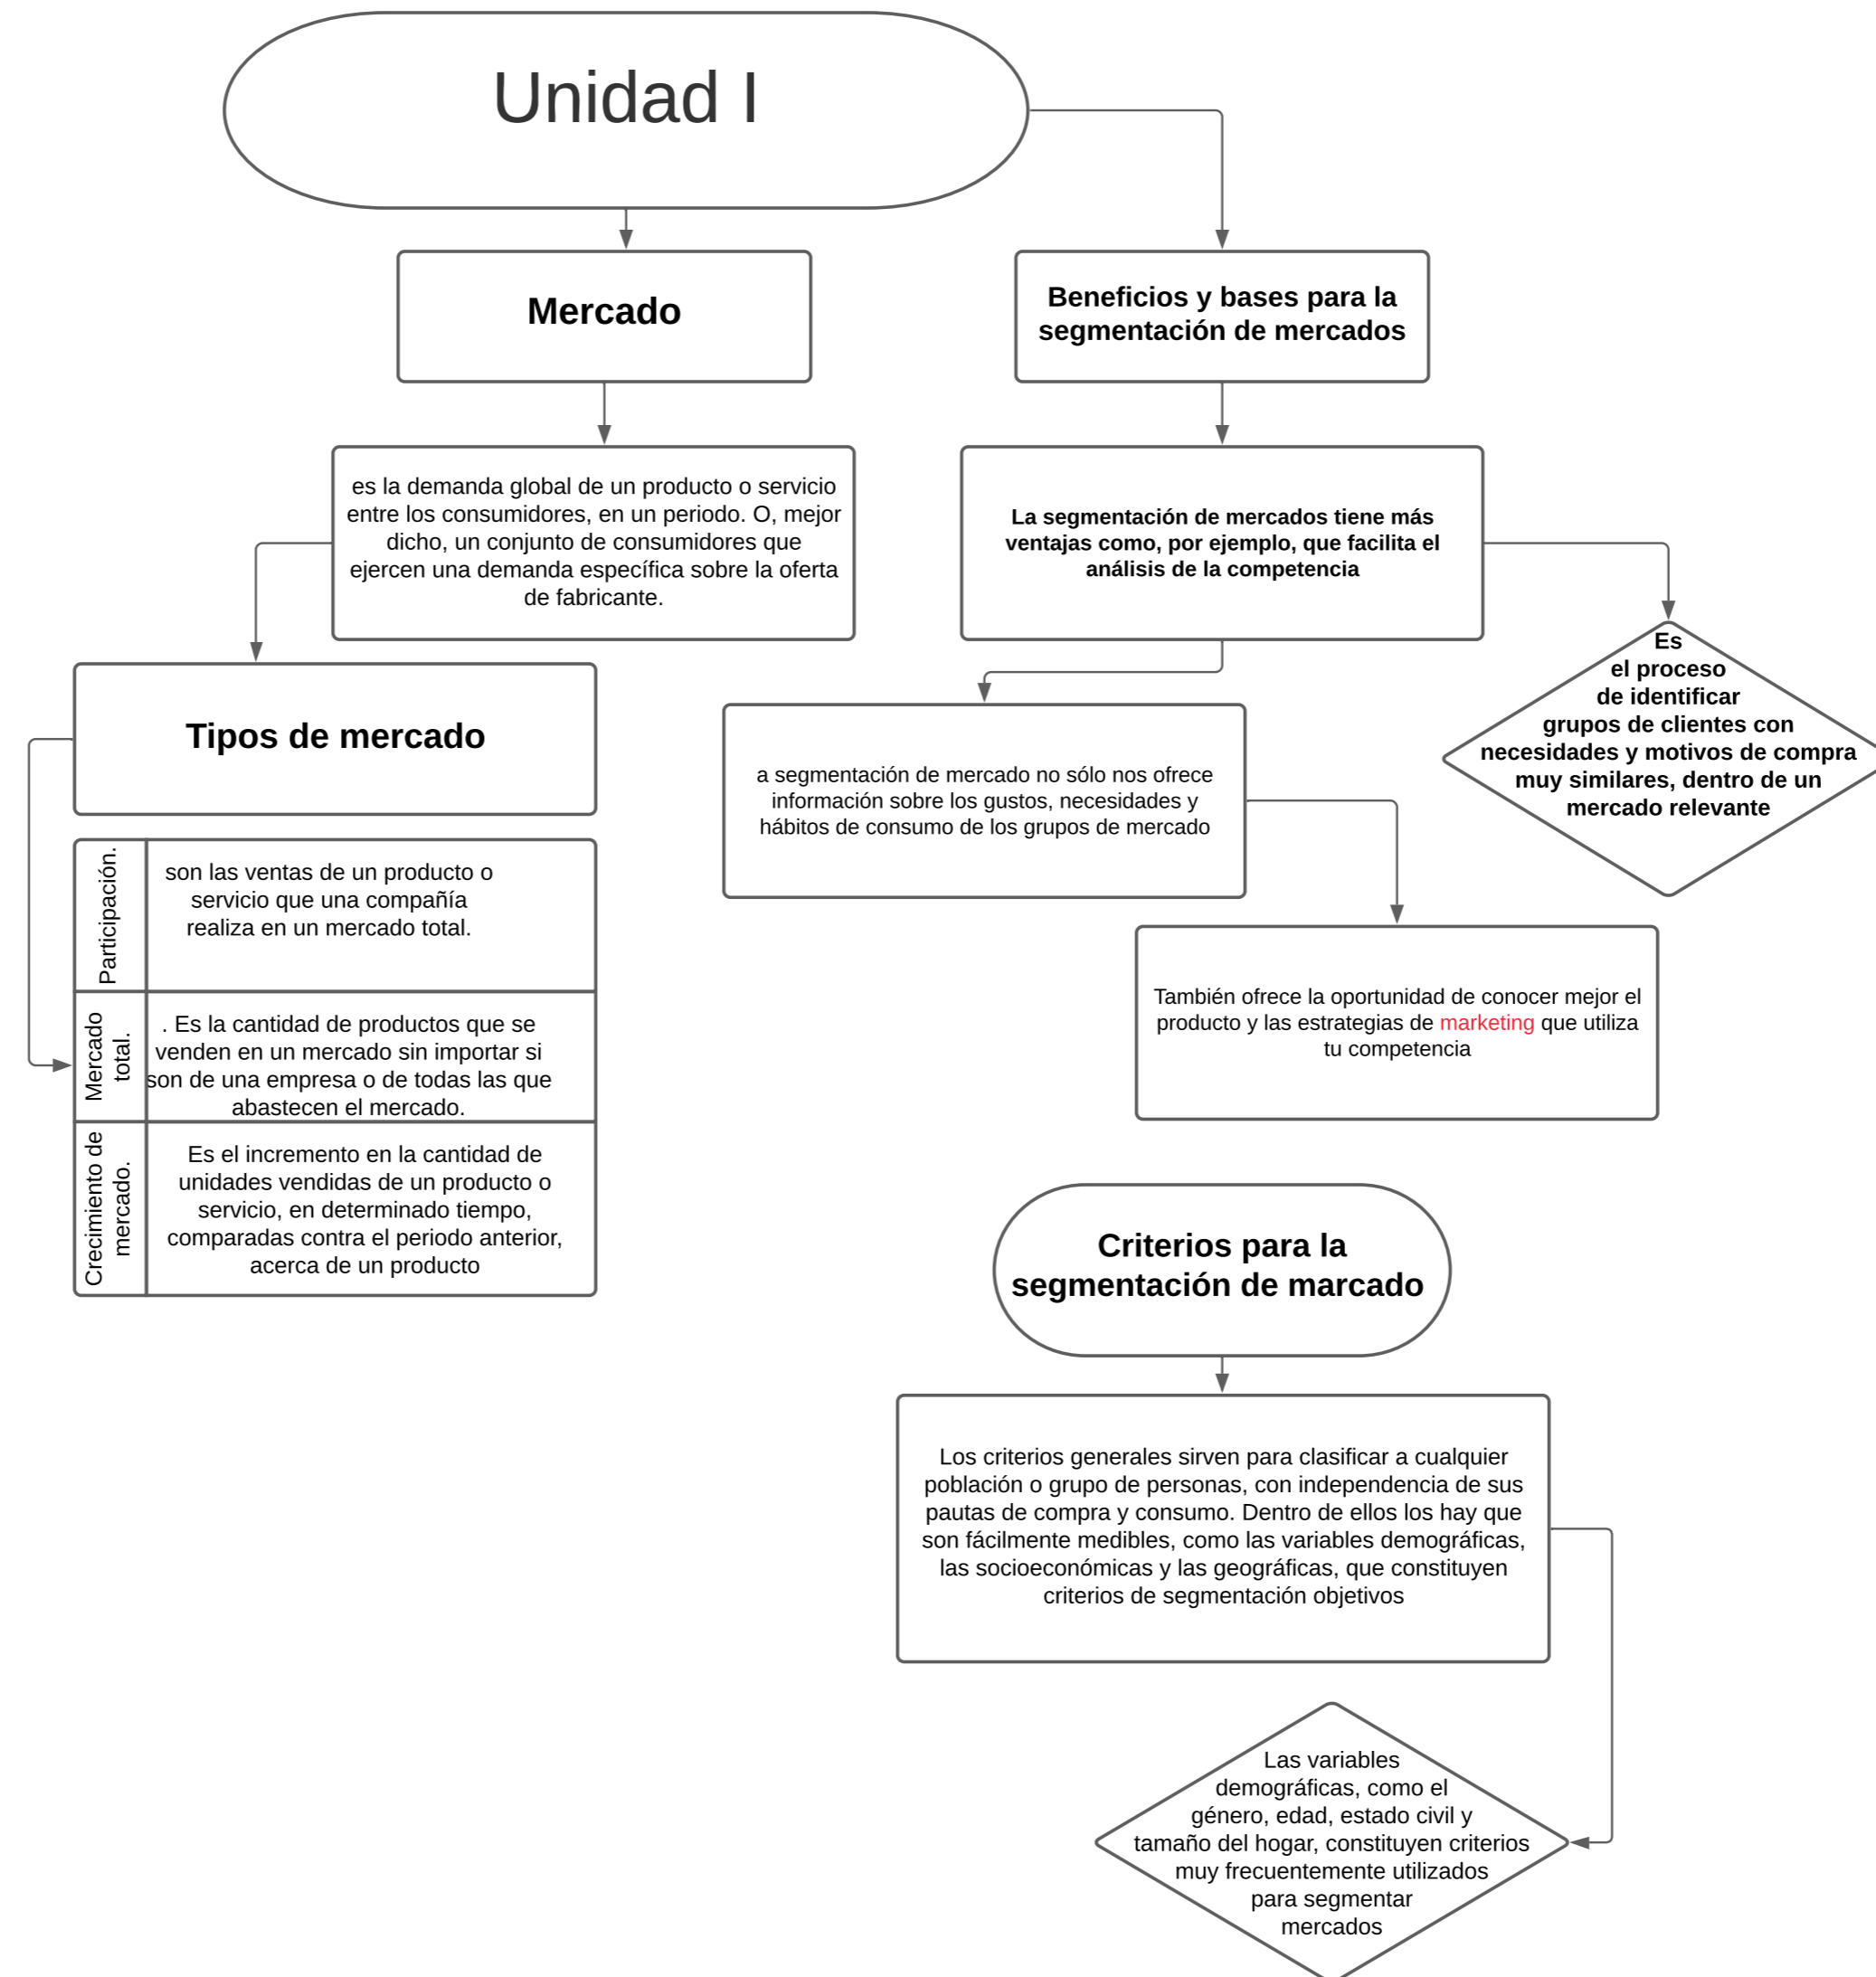 Unidad I
Mercado
Beneficios y bases para la
segmentación de mercados
es la demanda global de un producto o servicio
entre los consumidores, en un periodo. O, mejor
dicho, un conjunto de consumidores que
ejercen una demanda específica sobre la oferta
de fabricante.
La segmentación de mercados tiene más
ventajas como, por ejemplo, que facilita el
análisis de la competencia
Es
el proceso
de identificar
grupos de clientes con
necesidades y motivos de compra
muy similares, dentro de un
mercado relevante
Tipos de mercado
a segmentación de mercado no sólo nos ofrece
información sobre los gustos, necesidades y
hábitos de consumo de los grupos de mercado
Participación.
son las ventas de un producto o
servicio que una compañía
realiza en un mercado total.
Mercado
total.
. Es la cantidad de productos que se
venden en un mercado sin importar si
son de una empresa o de todas las que
abastecen el mercado.
Crecimiento de
mercado.
Es el incremento en la cantidad de
unidades vendidas de un producto o
servicio, en determinado tiempo,
comparadas contra el periodo anterior,
acerca de un producto
También ofrece la oportunidad de conocer mejor el
producto y las estrategias de marketing que utiliza
tu competencia
Criterios para la
segmentación de marcado
Los criterios generales sirven para clasificar a cualquier
población o grupo de personas, con independencia de sus
pautas de compra y consumo. Dentro de ellos los hay que
son fácilmente medibles, como las variables demográficas,
las socioeconómicas y las geográficas, que constituyen
criterios de segmentación objetivos
Las variables
demográficas, como el
género, edad, estado civil y
tamaño del hogar, constituyen criterios
muy frecuentemente utilizados
para segmentar
mercados